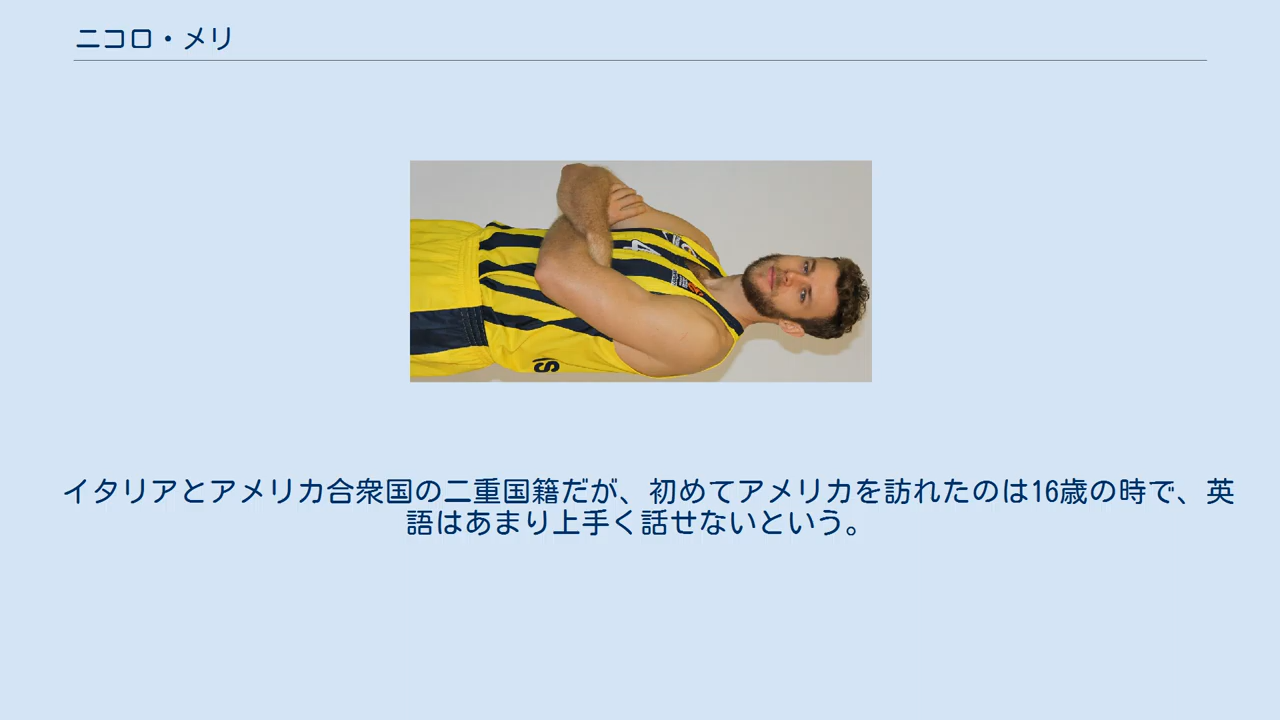 ニコロ・メリ
イタリアとアメリカ合衆国の二重国籍だが、初めてアメリカを訪れたのは16歳の時で、英
語はあまり上手く話せないという。